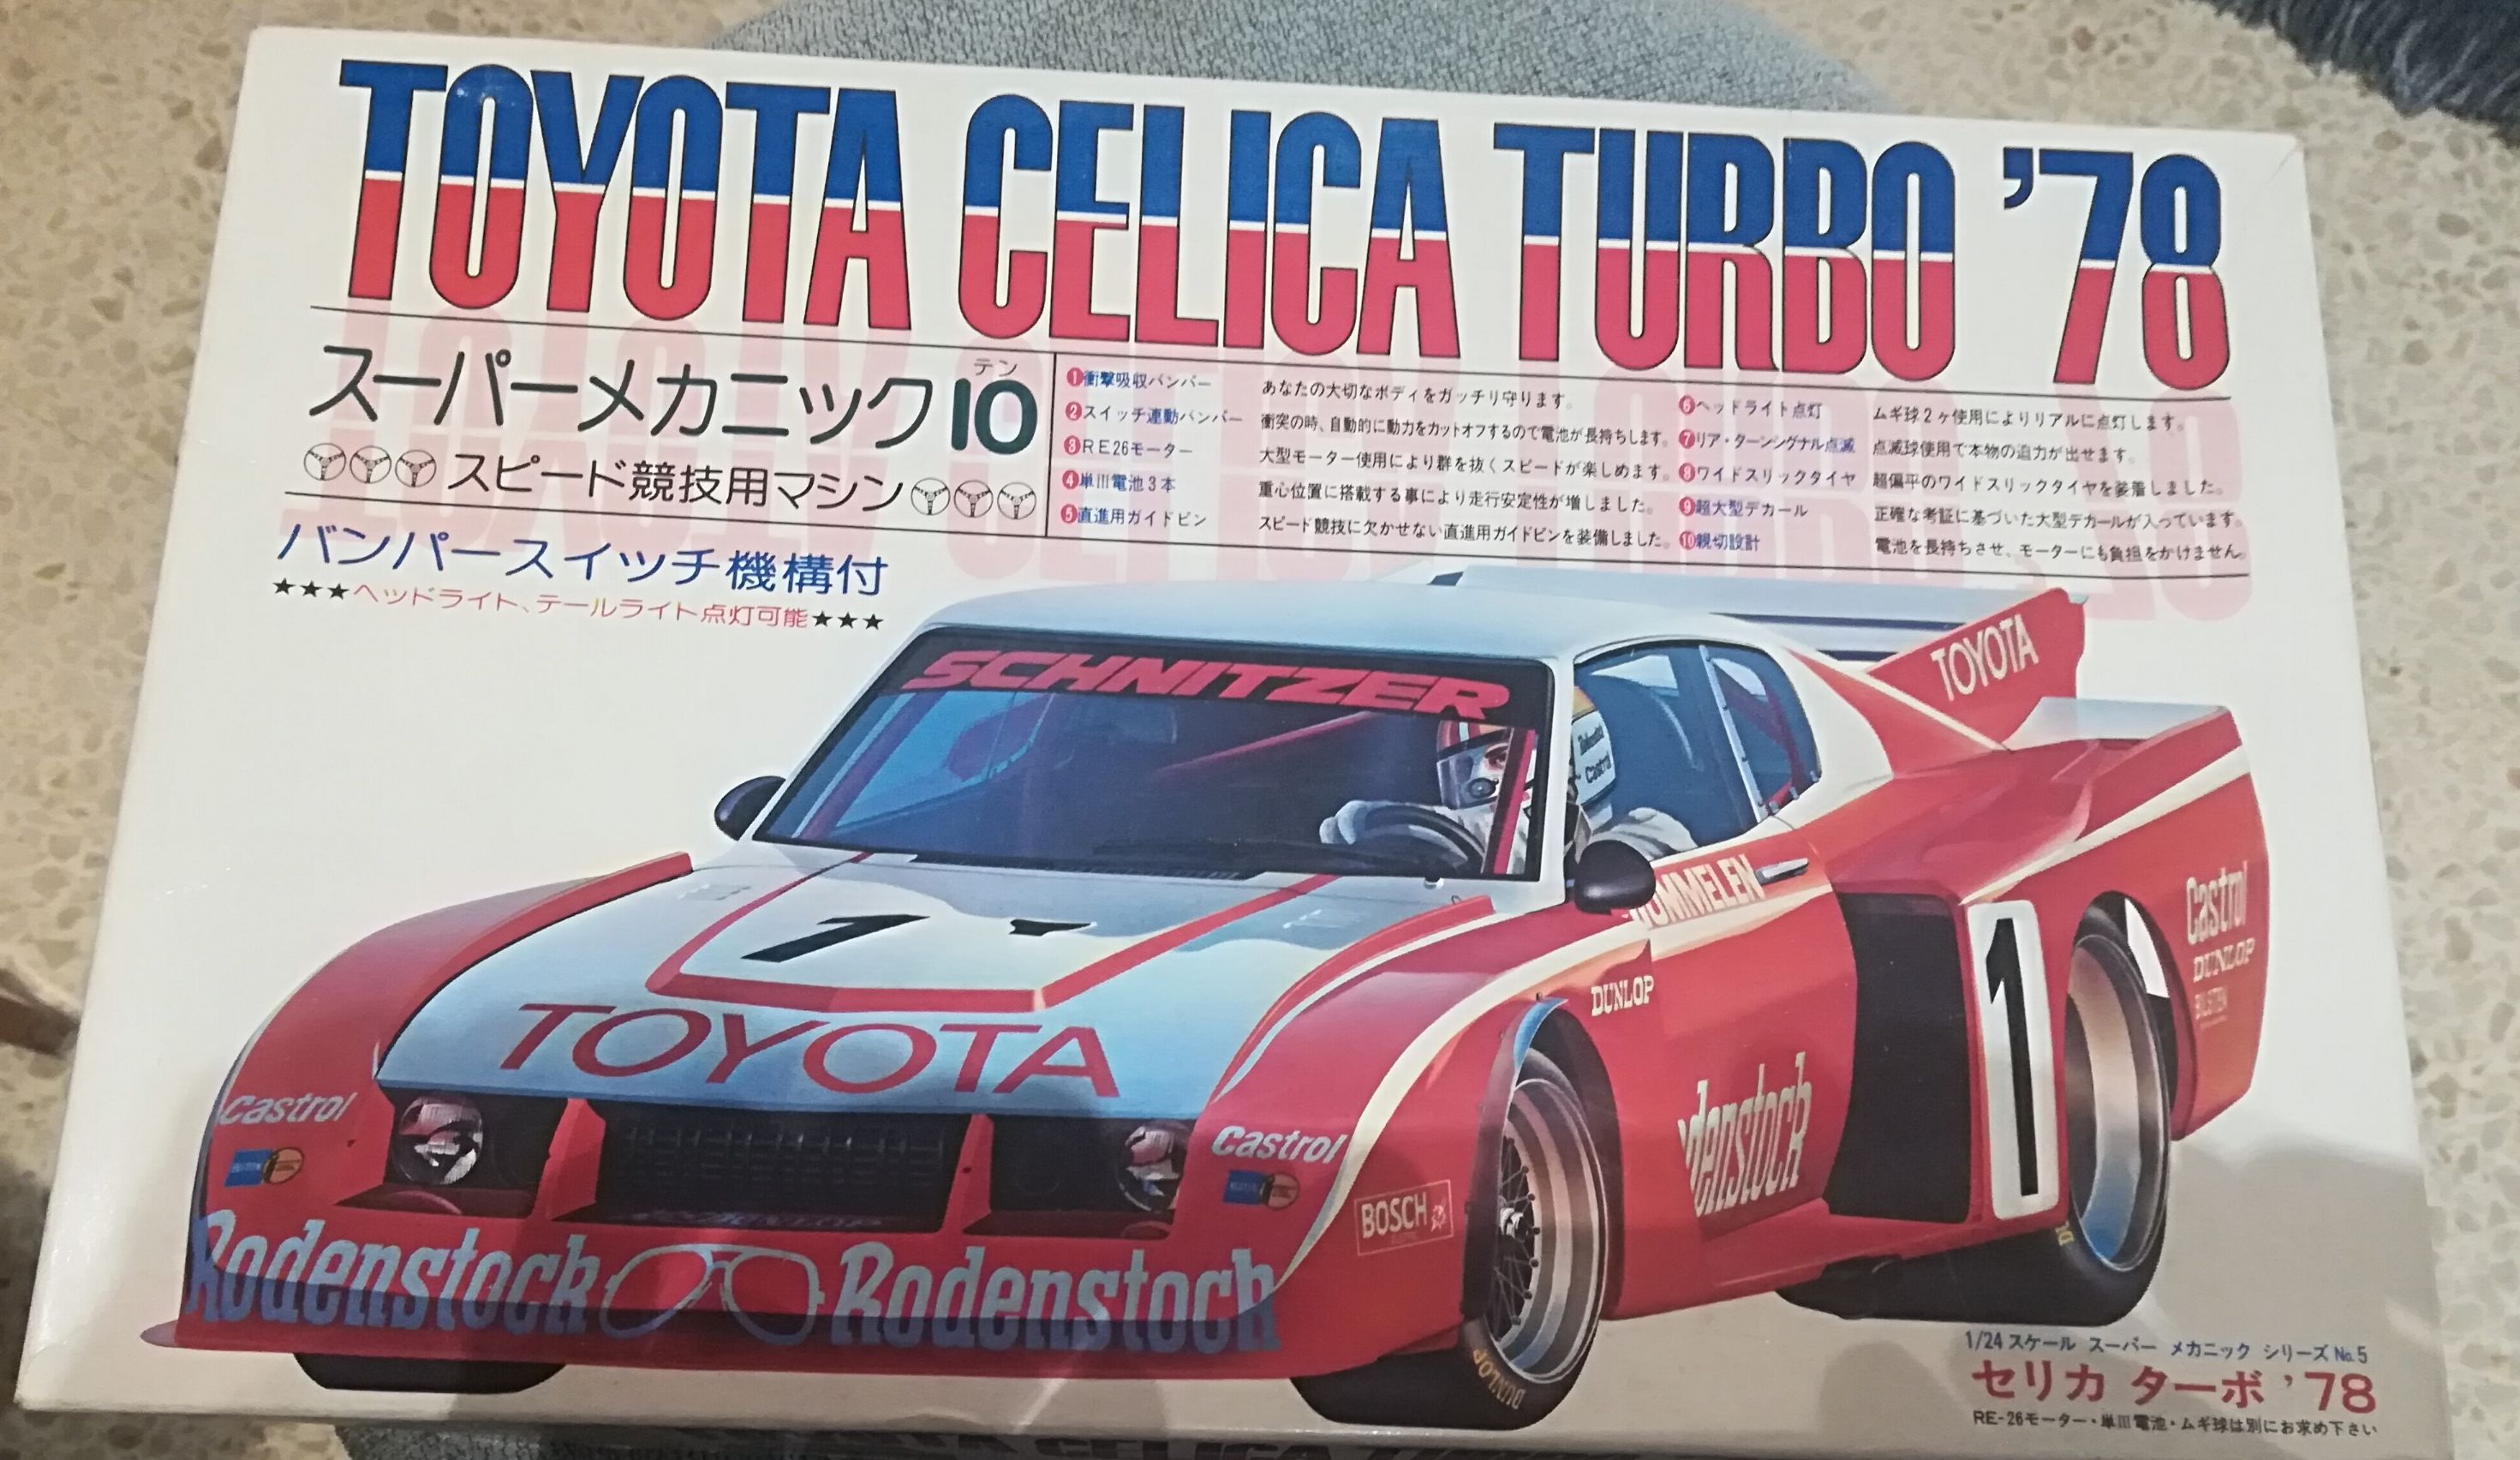 TOYOTA CELICA TURBO '78
テン
スーパーメカニック10
スピード競技用マシン
バンパースイッチ機構付
★★★ヘッドライト、テールライト点灯可能★★★
❶衝撃吸収バンパー あなたの大切なボディをガッチリ守ります。
❷スイッチ連動バンパー 衝突の時、自動的に動力をカットオフするので電池が長持ちします。
❸RE26モーター 大型モーター使用により群を抜くスピードが楽しめます。
❹単Ⅲ電池3本 重心位置に搭載する事により走行安定性が増しました。
❺直進用ガイドピン スピード競技に欠かせない直進用ガイドピンを装備しました。
❻ヘッドライト点灯 ムギ球2ヶ使用によりリアルに点灯します。
❼リア・ターンシグナル点滅 点滅球使用で本物の迫力が出せます。
❽ワイドスリックタイヤ 超偏平のワイドスリックタイヤを装着しました。
❾超大型デカール 正確な考証に基づいた大型デカールが入っています。
❿親切設計 電池を長持ちさせ、モーターにも負担をかけません。
TOYOTA
SCHNITZER
Castrol
OMMELEN
1
TOYOTA
DUNLOP
1
Castrol
DUNLOP
Castrol
Castrol
denstock
BOSCH
Rodenstock Rodenstock
DUNLOP
1/24スケール スーパー メカニック シリーズ No.5
セリカ ターボ '78
RE-26モーター・単Ⅲ電池・ムギ球は別にお求め下さい